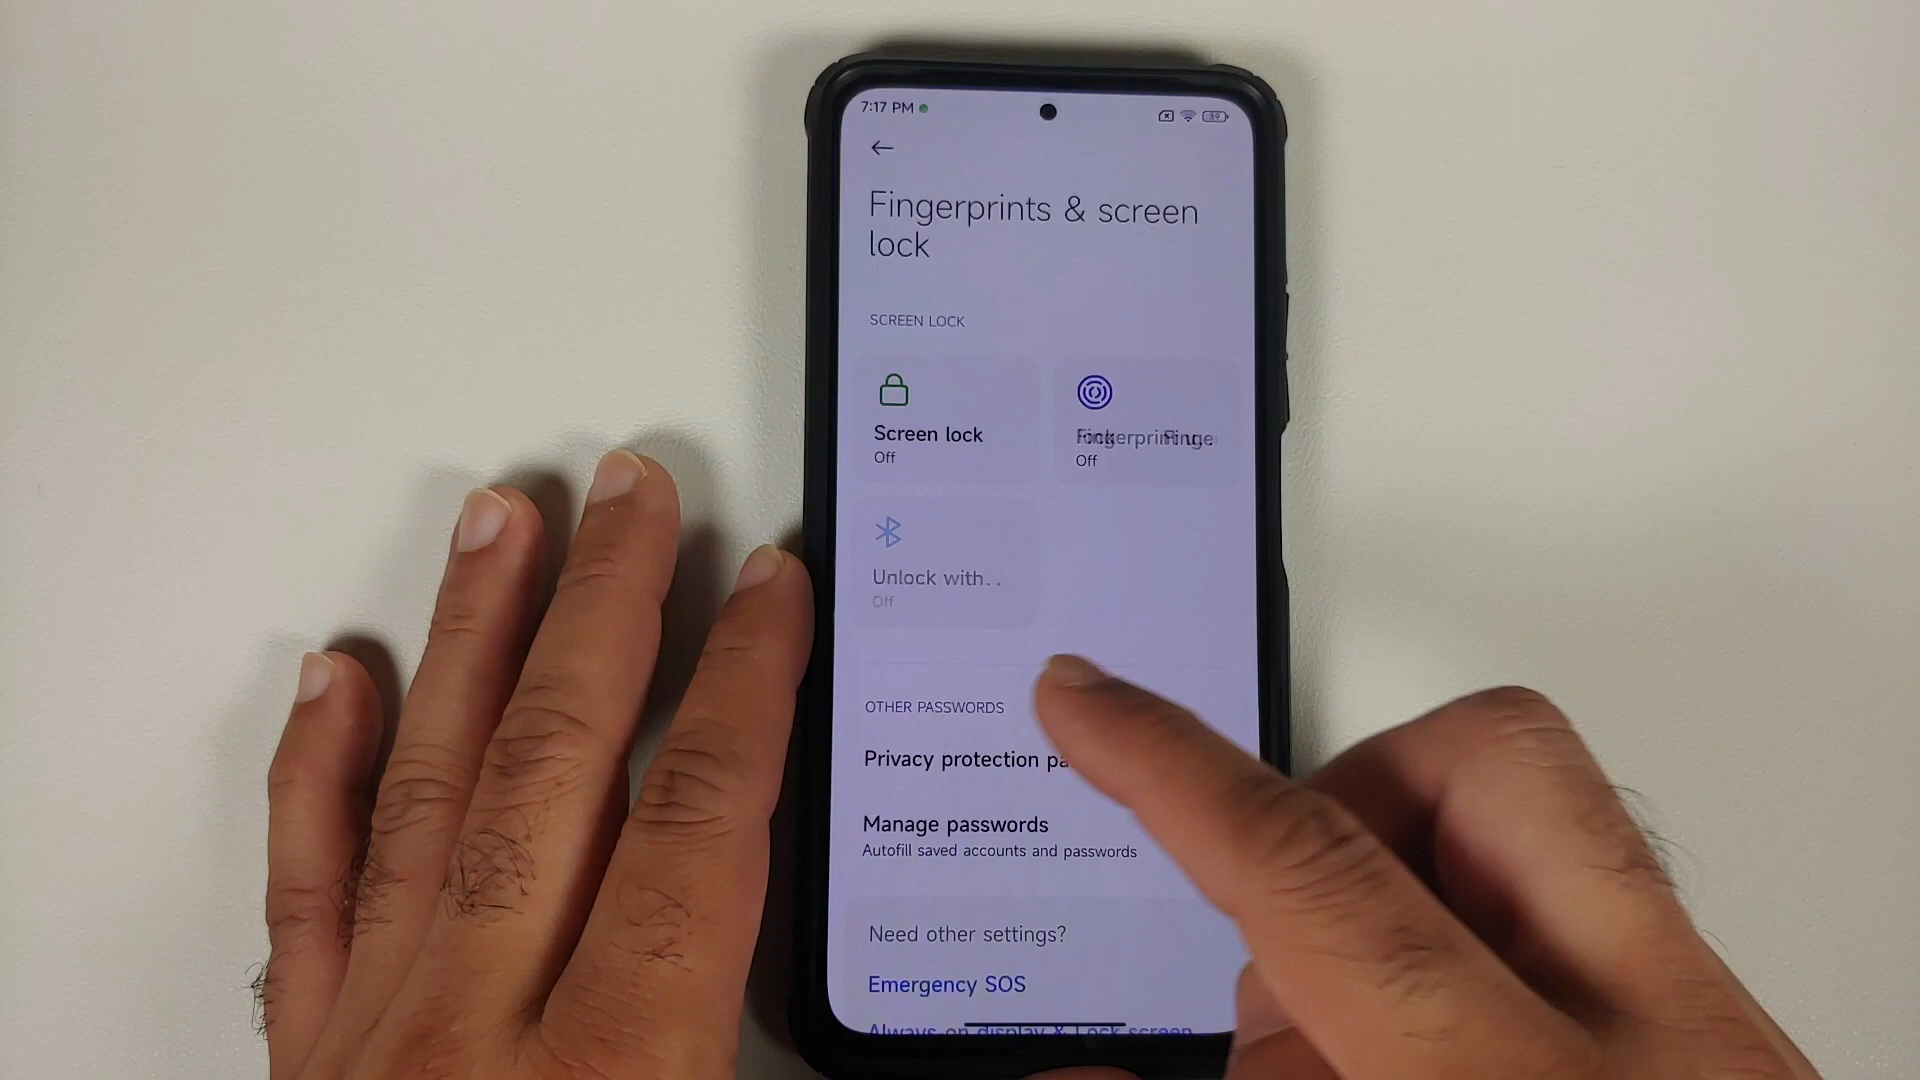 7:17 PM
59
Fingerprints & screen
lock
SCREEN LOCK
Screen lock
Off
Off
Unlock with..
Off
OTHER PASSWORDS
Privacy protection pa
Manage passwords
Autofill saved accounts and passwords
Need other settings?
Emergency SOS
Always on display & Lock screen